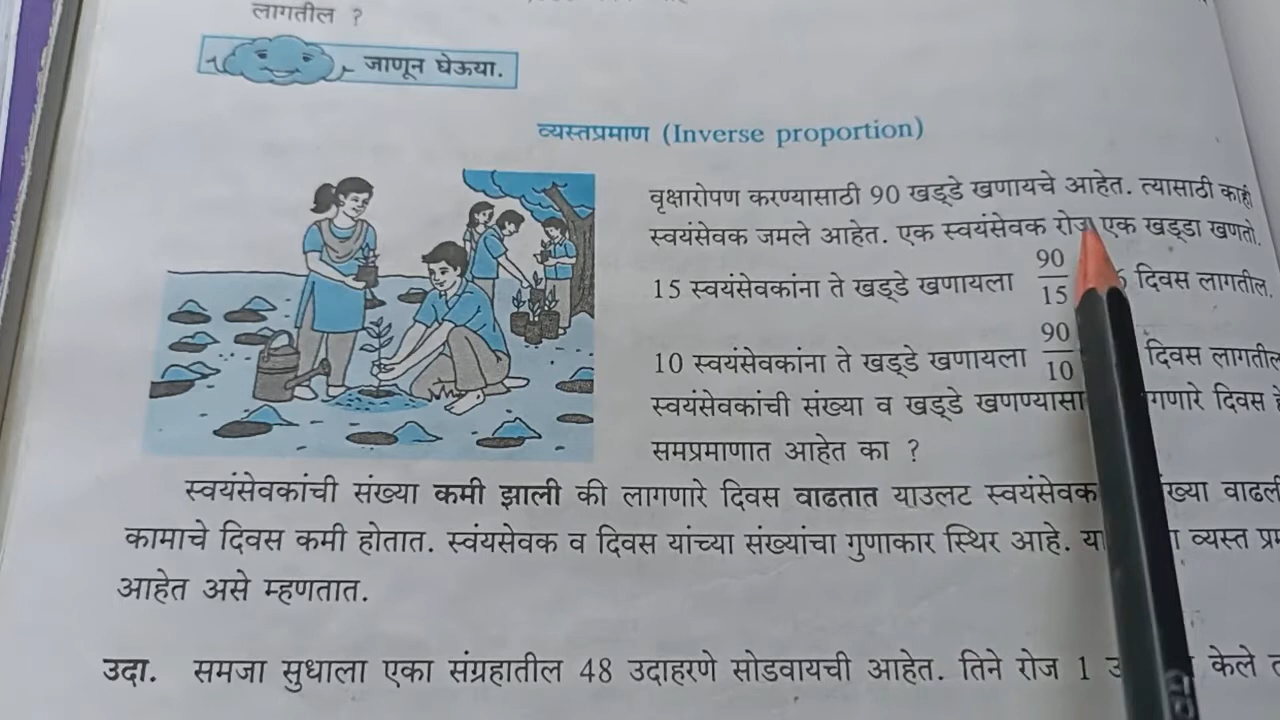 लागतील ?
जाणून घेऊया.
व्यस्तप्रमाण (Inverse proportion)
वृक्षारोपण करण्यासाठी 90 खड्डे खणायचे आहेत. त्यासाठी काही
स्वयंसेवक जमले आहेत. एक स्वयंसेवक रोज एक खड्डा खणतो.
15 स्वयंसेवकांना ते खड्डे खणायला 90/15 6 दिवस लागतील.
10 स्वयंसेवकांना ते खड्डे खणायला 90/10 दिवस लागतील
स्वयंसेवकांची संख्या व खड्डे खणण्यासा दिवस
समप्रमाणात आहेत का ?
स्वयंसेवकांची संख्या कमी झाली की लागणारे दिवस वाढतात याउलट स्वयंसेवक वाढली
कामाचे दिवस कमी होतात. स्वंयसेवक व दिवस यांच्या संख्यांचा गुणाकार स्थिर आहे. व्यस्त
आहेत असे म्हणतात.
उदा. समजा सुधाला एका संग्रहातील 48 उदाहरणे सोडवायची आहेत. तिने रोज 1 केले